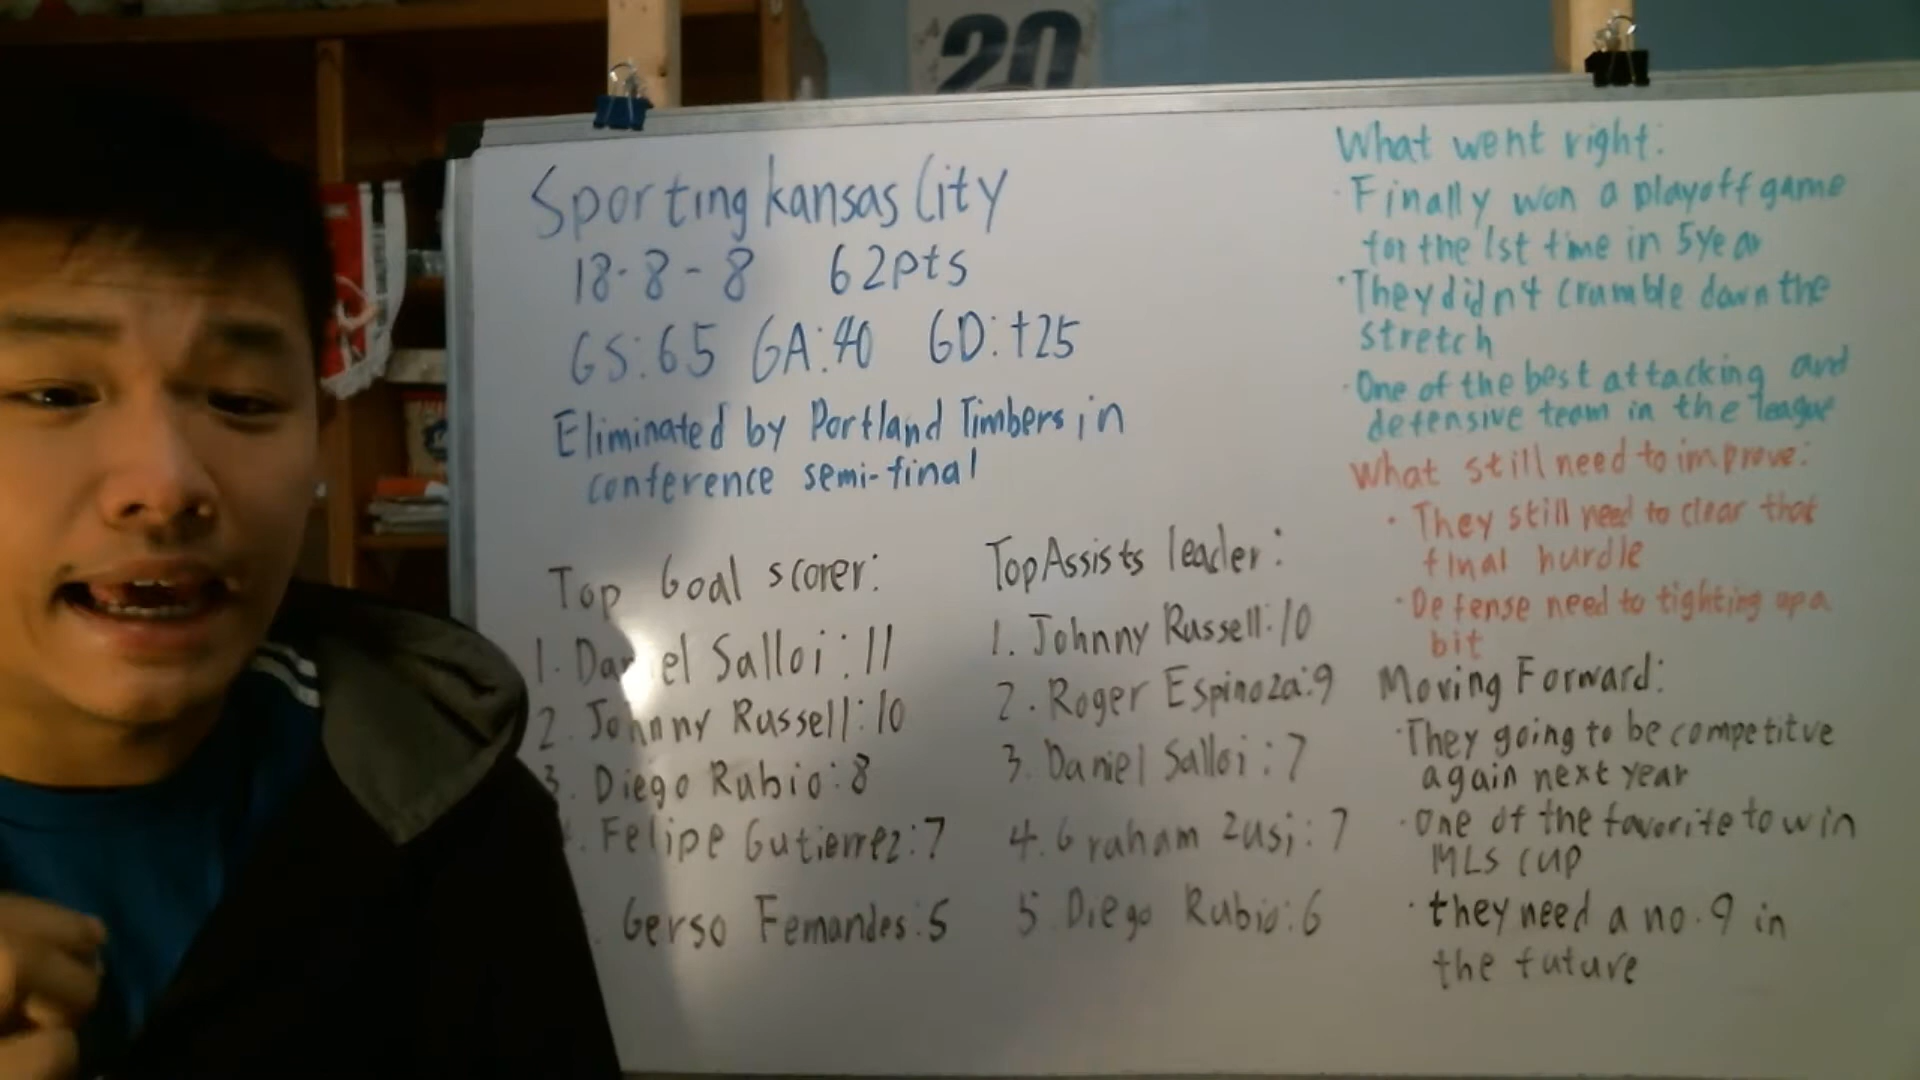 20
Sporting kansas City
18-8-8 62pts
GS:65 GA:40 GD:+25
Eliminated by Portland Timbers in
conference semi-final
Top Goal scorer:
1. Daniel Salloi:11
2. Johnny Russell:10
3. Diego Rubio:8
. Felipe Gutierrez:7
. Gerso Fernandes:5
Top Assists leader:
1. Johnny Russell:10
2. Roger Espinoza:9
3. Daniel Salloi:7
4. Graham Zusi:7
5 Diego Rubio:6
What went right:
· Finally won a playoff game
for the 1st time in 5 year
· They didn't crumble down the
stretch
· One of the best attacking and
defensive team in the league
What still need to improve:
· They still need to clear that
final hurdle
· Defense need to tighting up a
bit
Moving Forward:
· They going to be competitve
again next year
· one of the favorite to win
MLS cup
· they need a no.9 in
the future